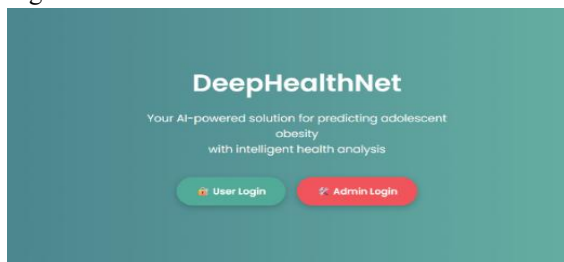 DeepHealthNet
Your AI-powered solution for predicting adolescent
obesity
with intelligent health analysis
User Login
Admin Login